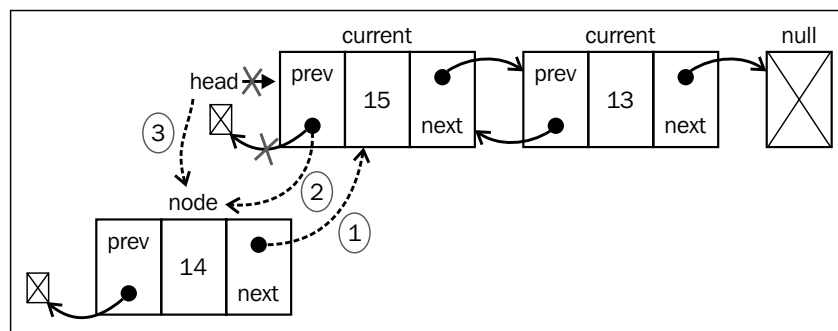 current current null
head prev 15 next prev 13 next
3
2
node
1
prev 14 next